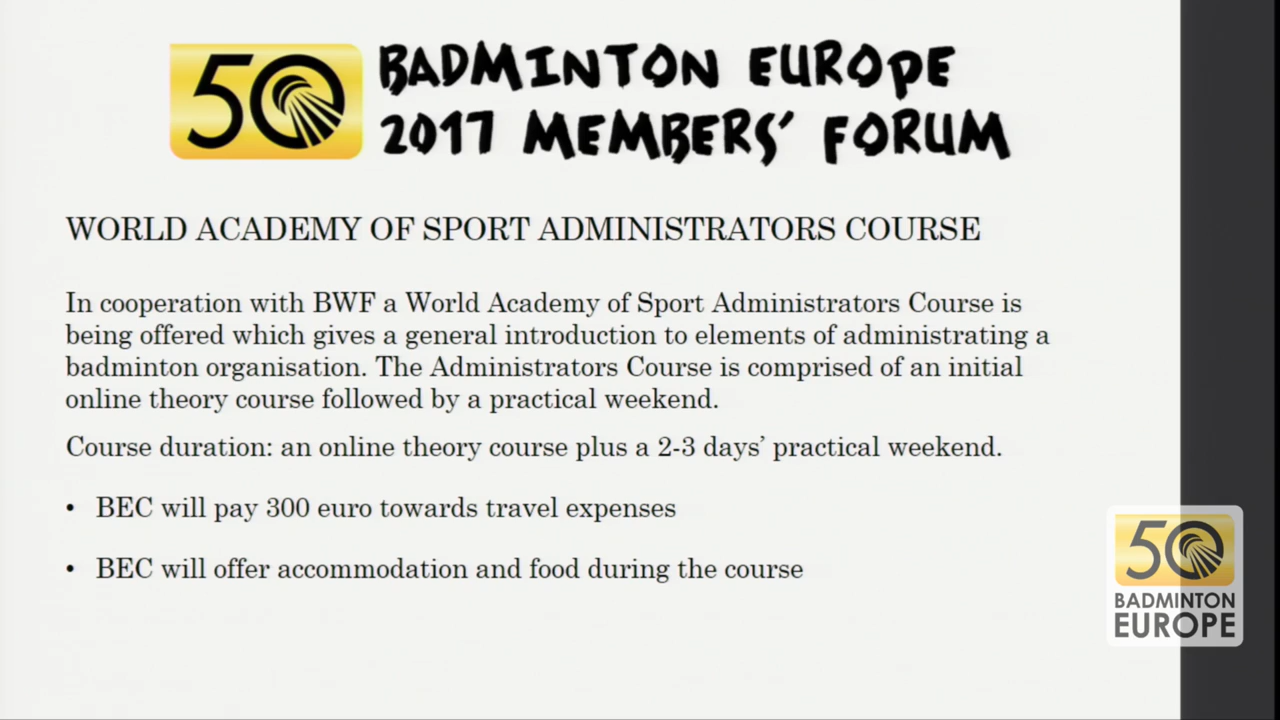 50 BADMINTON EUROPE
2017 MEMBERS' FORUM
WORLD ACADEMY OF SPORT ADMINISTRATORS COURSE
In cooperation with BWF a World Academy of Sport Administrators Course is
being offered which gives a general introduction to elements of administrating a
badminton organisation. The Administrators Course is comprised of an initial
online theory course followed by a practical weekend.
Course duration: an online theory course plus a 2-3 days’ practical weekend.
• BEC will pay 300 euro towards travel expenses
• BEC will offer accommodation and food during the course
50
BADMINTON
EUROPE